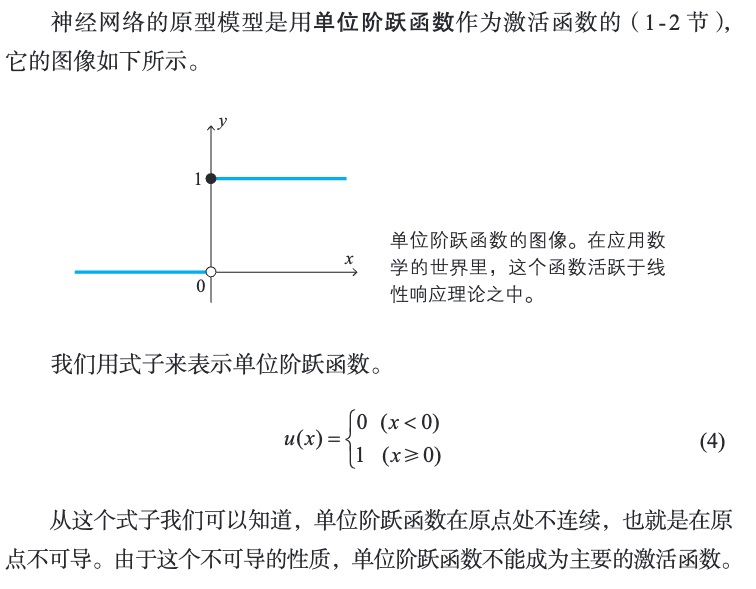 神经网络的原型模型是用单位阶跃函数作为激活函数的（1-2 节），
它的图像如下所示。
y
1
x
0
单位阶跃函数的图像。在应用数
学的世界里，这个函数活跃于线
性响应理论之中。
我们用式子来表示单位阶跃函数。
u(x) = { 0 (x < 0)
1 (x ⩾ 0) (4)
从这个式子我们可以知道，单位阶跃函数在原点处不连续，也就是在原
点不可导。由于这个不可导的性质，单位阶跃函数不能成为主要的激活函数。